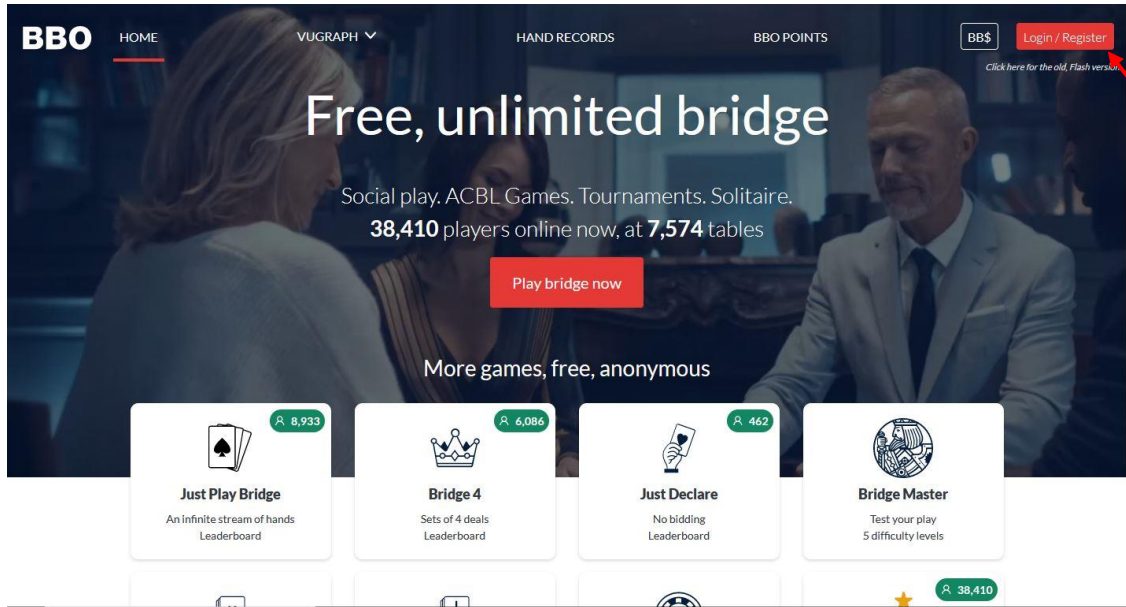 BBO HOME VUGRAPH HAND RECORDS BBO POINTS BB$ Login / Register
Click here for the old, Flash version
Free, unlimited bridge
Social play. ACBL Games. Tournaments. Solitaire.
38,410 players online now, at 7,574 tables
Play bridge now
More games, free, anonymous
8,933
Just Play Bridge
An infinite stream of hands
Leaderboard
6,086
Bridge 4
Sets of 4 deals
Leaderboard
462
Just Declare
No bidding
Leaderboard
Bridge Master
Test your play
5 difficulty levels
38,410